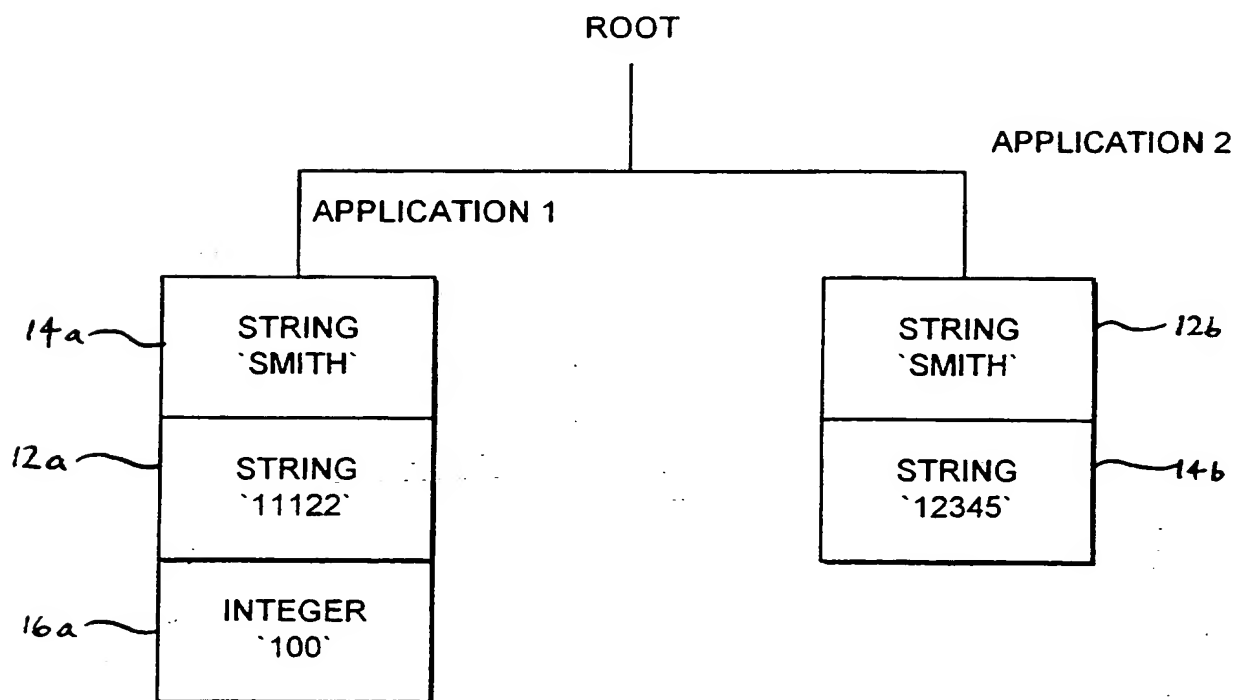 ROOT
APPLICATION 2
APPLICATION 1
14a
STRING
`SMITH`
12a
STRING
`11122`
16a
INTEGER
`100`
STRING
`SMITH`
12b
STRING
`12345`
14b